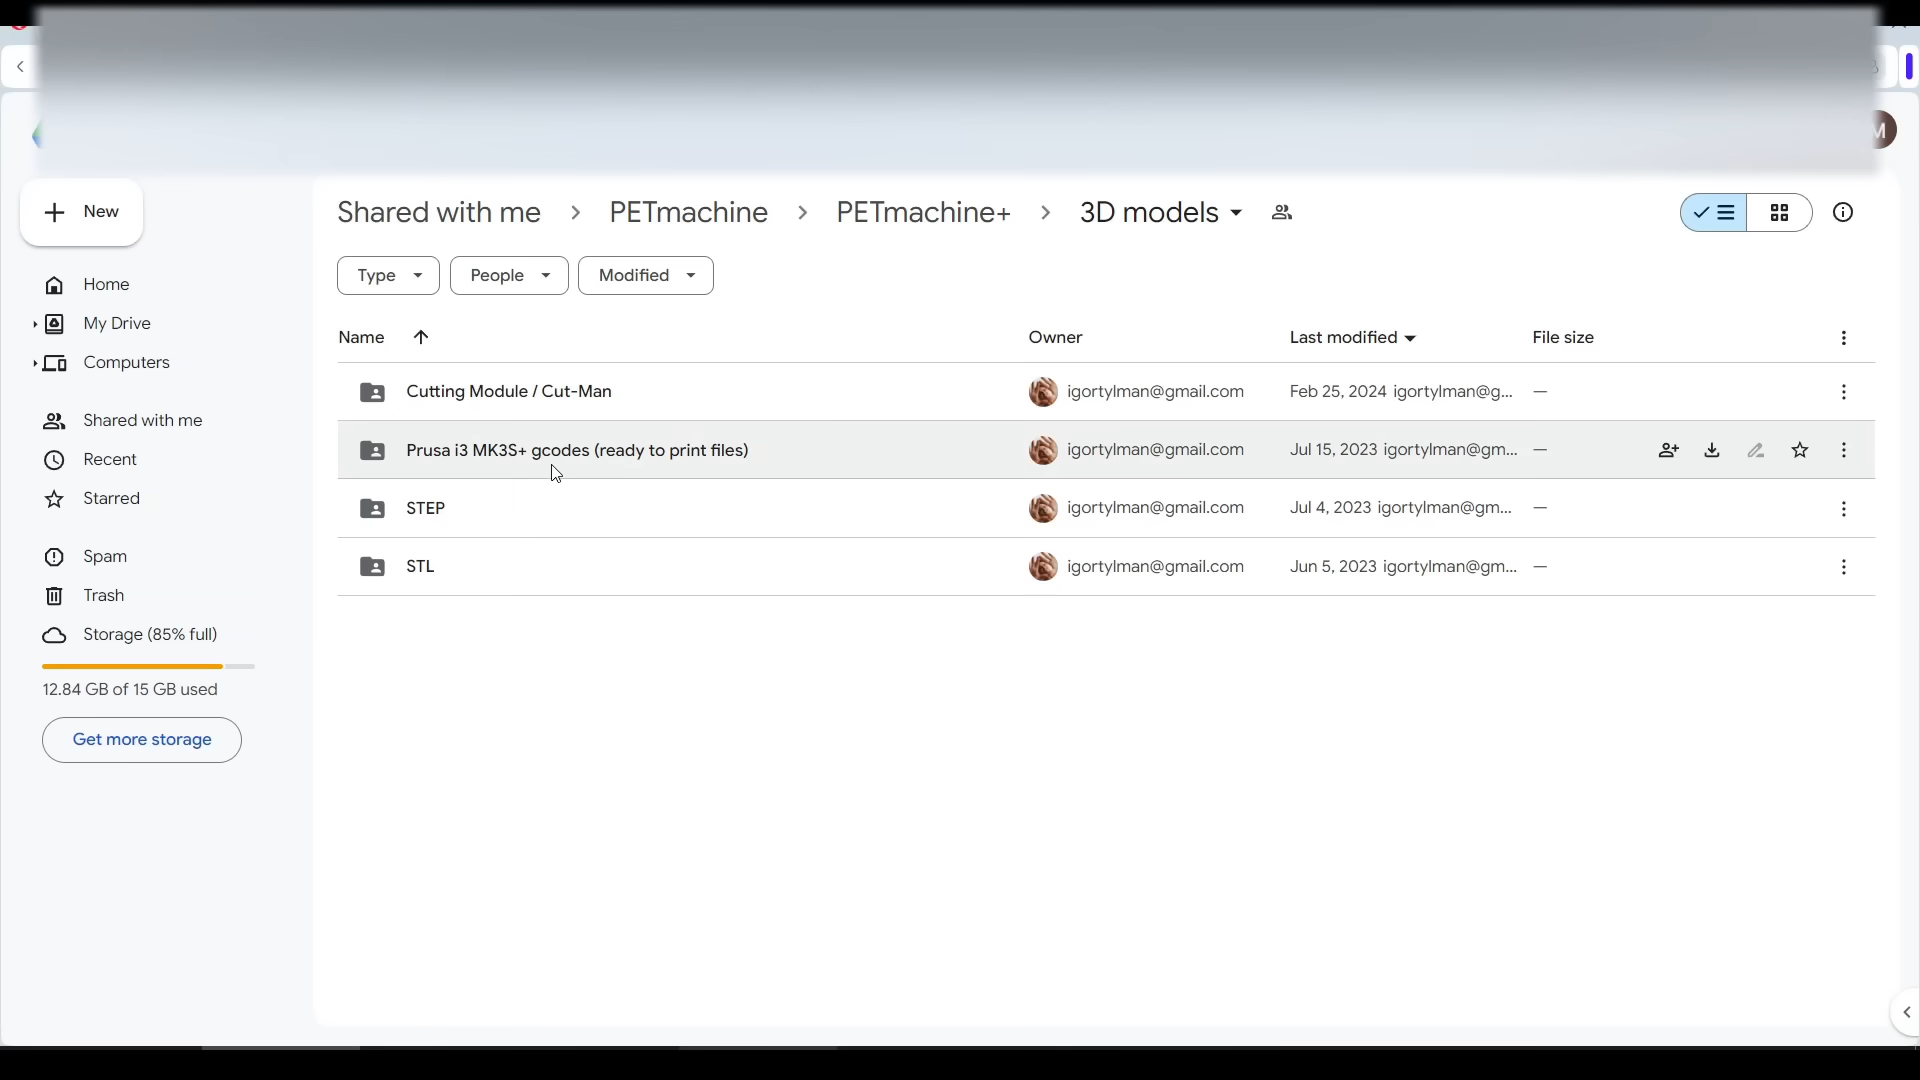 New
Shared with me > PETmachine > PETmachine+ > 3D models
Type People Modified
Home
My Drive
Computers
Shared with me
Recent
Starred
Spam
Trash
Storage (85% full)
12.84 GB of 15 GB used
Get more storage
Name Owner Last modified File size
Cutting Module / Cut-Man igortylman@gmail.com Feb 25, 2024 igortylman@g... —
Prusa i3 MK3S+ gcodes (ready to print files) igortylman@gmail.com Jul 15, 2023 igortylman@gm... —
STEP igortylman@gmail.com Jul 4, 2023 igortylman@gm... —
STL igortylman@gmail.com Jun 5, 2023 igortylman@gm... —